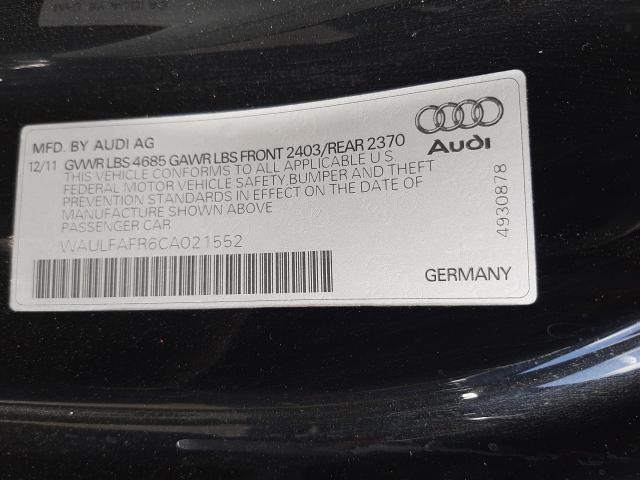 MFD. BY AUDI AG
12/11 GVWR LBS 4685 GAWR LBS FRONT 2403/REAR 2370
THIS VEHICLE CONFORMS TO ALL APPLICABLE U.S.
FEDERAL MOTOR VEHICLE SAFETY BUMPER AND THEFT
PREVENTION STANDARDS IN EFFECT ON THE DATE OF
MANUFACTURE SHOWN ABOVE
PASSENGER CAR
WAULFAFR6CA021552
Audi
4930878
GERMANY